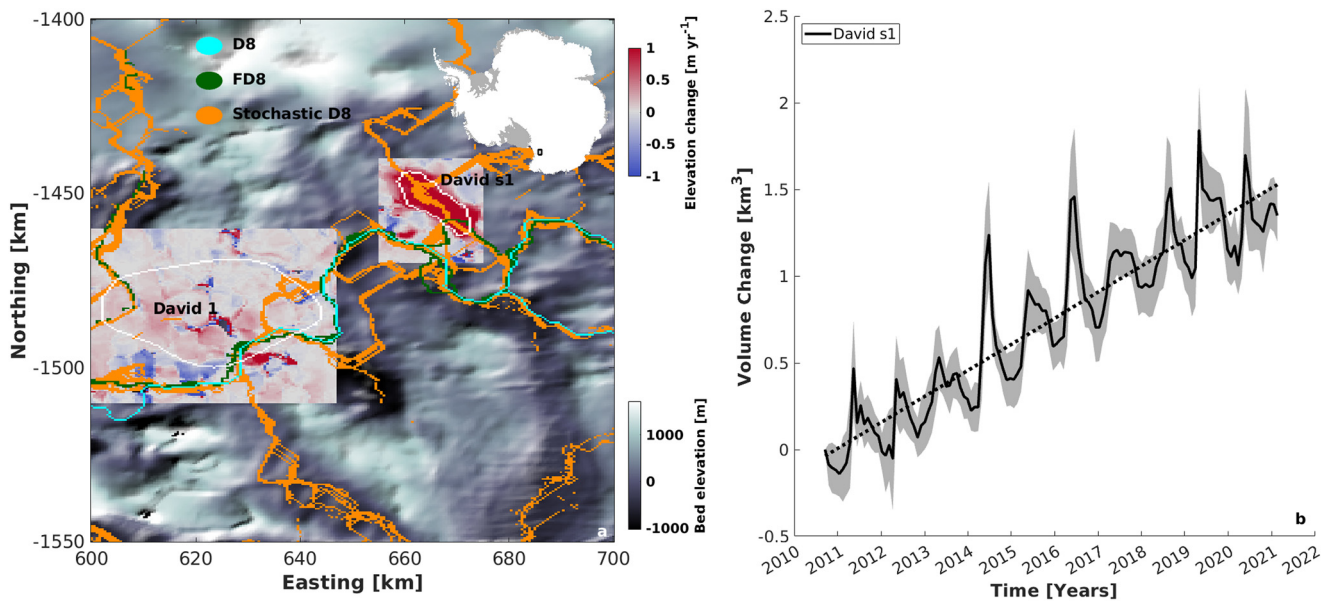 -1400
-1450
-1500
-1550
Northing [km]
600
620
640
660
680
700
Easting [km]
D8
FD8
Stochastic D8
David s1
David 1
a
1
0.5
0
-0.5
-1
Elevation change [m yr-1]
1000
0
-1000
Bed elevation [m]
2.5
2
1.5
1
0.5
0
-0.5
Volume Change [km3]
David s1
b
2010
2011
2012
2013
2014
2015
2016
2017
2018
2019
2020
2021
2022
Time [Years]